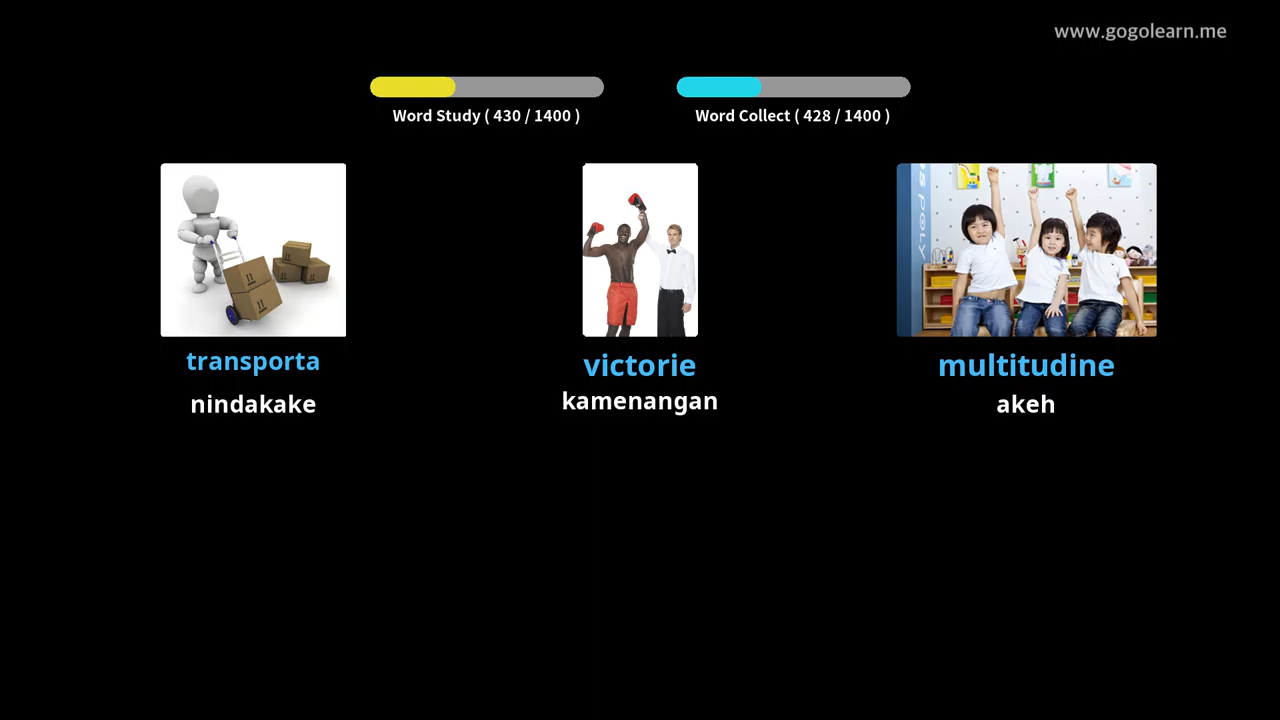 www.gogolearn.me
Word Study ( 430 / 1400 )
Word Collect ( 428 / 1400 )
transporta
nindakake
victorie
kamenangan
multitudine
akeh